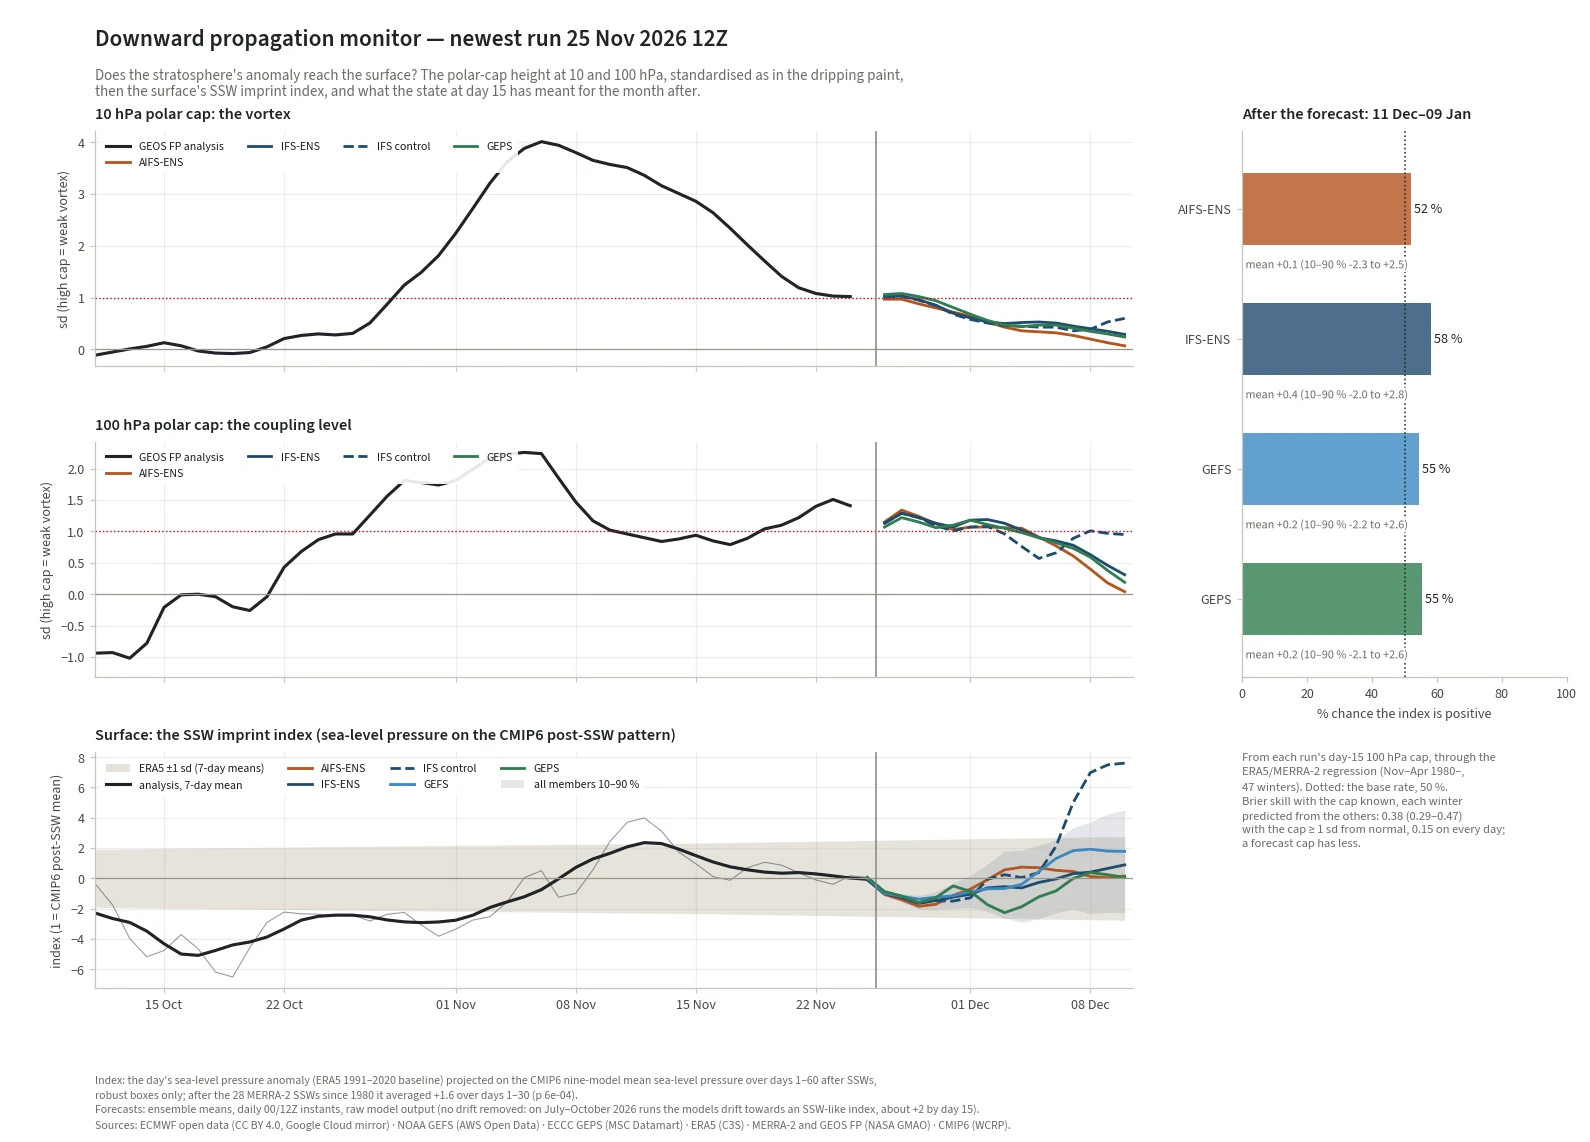 Downward propagation monitor — newest run 25 Nov 2026 12Z
Does the stratosphere's anomaly reach the surface? The polar-cap height at 10 and 100 hPa, standardised as in the dripping paint,
then the surface's SSW imprint index, and what the state at day 15 has meant for the month after.
10 hPa polar cap: the vortex
GEOS FP analysis
IFS-ENS
IFS control
GEPS
AIFS-ENS
sd (high cap = weak vortex)
4
3
2
1
0
100 hPa polar cap: the coupling level
GEOS FP analysis
IFS-ENS
IFS control
GEPS
AIFS-ENS
sd (high cap = weak vortex)
2.0
1.5
1.0
0.5
0.0
−0.5
−1.0
Surface: the SSW imprint index (sea-level pressure on the CMIP6 post-SSW pattern)
ERA5 ±1 sd (7-day means)
AIFS-ENS
IFS control
GEPS
analysis, 7-day mean
IFS-ENS
GEFS
all members 10–90 %
index (1 = CMIP6 post-SSW mean)
8
6
4
2
0
−2
−4
−6
15 Oct
22 Oct
01 Nov
08 Nov
15 Nov
22 Nov
01 Dec
08 Dec
After the forecast: 11 Dec–09 Jan
AIFS-ENS
52 %
mean +0.1 (10–90 % -2.3 to +2.5)
IFS-ENS
58 %
mean +0.4 (10–90 % -2.0 to +2.8)
GEFS
55 %
mean +0.2 (10–90 % -2.2 to +2.6)
GEPS
55 %
mean +0.2 (10–90 % -2.1 to +2.6)
0
20
40
60
80
100
% chance the index is positive
From each run's day-15 100 hPa cap, through the
ERA5/MERRA-2 regression (Nov–Apr 1980–,
47 winters). Dotted: the base rate, 50 %.
Brier skill with the cap known, each winter
predicted from the others: 0.38 (0.29–0.47)
with the cap ≥ 1 sd from normal, 0.15 on every day;
a forecast cap has less.
Index: the day's sea-level pressure anomaly (ERA5 1991–2020 baseline) projected on the CMIP6 nine-model mean sea-level pressure over days 1–60 after SSWs,
robust boxes only; after the 28 MERRA-2 SSWs since 1980 it averaged +1.6 over days 1–30 (p 6e-04).
Forecasts: ensemble means, daily 00/12Z instants, raw model output (no drift removed: on July–October 2026 runs the models drift towards an SSW-like index, about +2 by day 15).
Sources: ECMWF open data (CC BY 4.0, Google Cloud mirror) · NOAA GEFS (AWS Open Data) · ECCC GEPS (MSC Datamart) · ERA5 (C3S) · MERRA-2 and GEOS FP (NASA GMAO) · CMIP6 (WCRP).